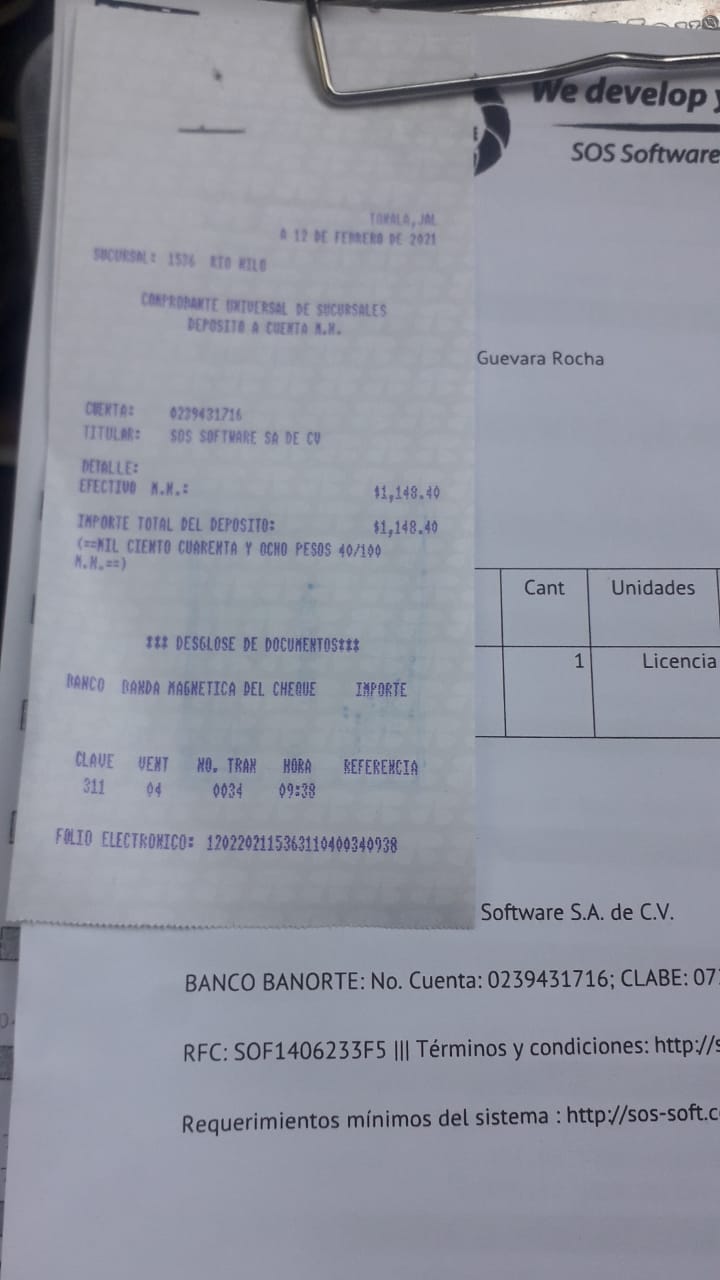 We develop
SOS Software
TONALA,JAL
A 12 DE FEBRERO DE 2021
SUCURSAL: 1536 RIO NILO
COMPROBANTE UNIVERSAL DE SUCURSALES
DEPOSITO A CUENTA M.N.
Guevara Rocha
CUENTA: 0239431716
TITULAR: SOS SOFTWARE SA DE CV
DETALLE:
EFECTIVO M.N.: $1,148.40
IMPORTE TOTAL DEL DEPOSITO: $1,148.40
(==MIL CIENTO CUARENTA Y OCHO PESOS 40/100
M.N.==)
Cant Unidades
*** DESGLOSE DE DOCUMENTOS***
1 Licencia
BANCO BANDA MAGNETICA DEL CHEQUE IMPORTE
CLAVE VENT NO. TRAN HORA REFERENCIA
311 04 0034 09:38
FOLIO ELECTRONICO: 1202202115363110400340938
Software S.A. de C.V.
BANCO BANORTE: No. Cuenta: 0239431716; CLABE: 07
RFC: SOF1406233F5 ||| Términos y condiciones: http://s
Requerimientos mínimos del sistema : http://sos-soft.c